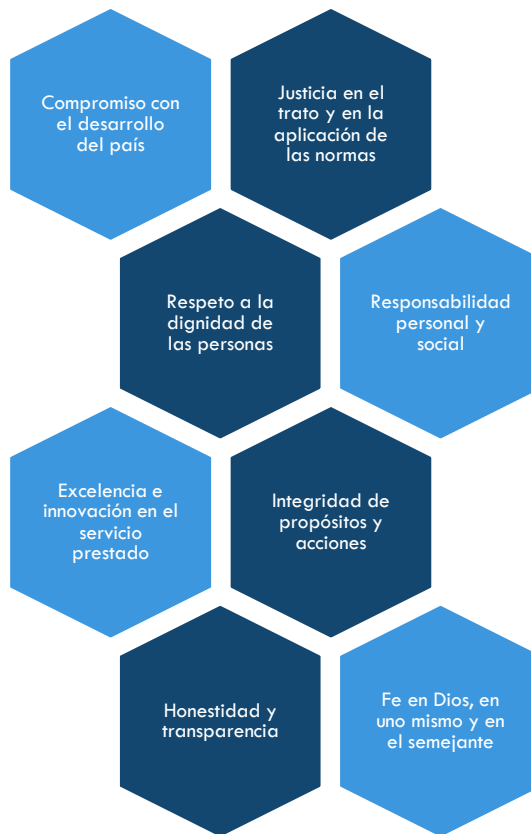 Compromiso con
el desarrollo
del país
Justicia en el
trato y en la
aplicación de
las normas
Respeto a la
dignidad de
las personas
Responsabilidad
personal y
social
Excelencia e
innovación en el
servicio
prestado
Integridad de
propósitos y
acciones
Honestidad y
transparencia
Fe en Dios, en
uno mismo y en
el semejante